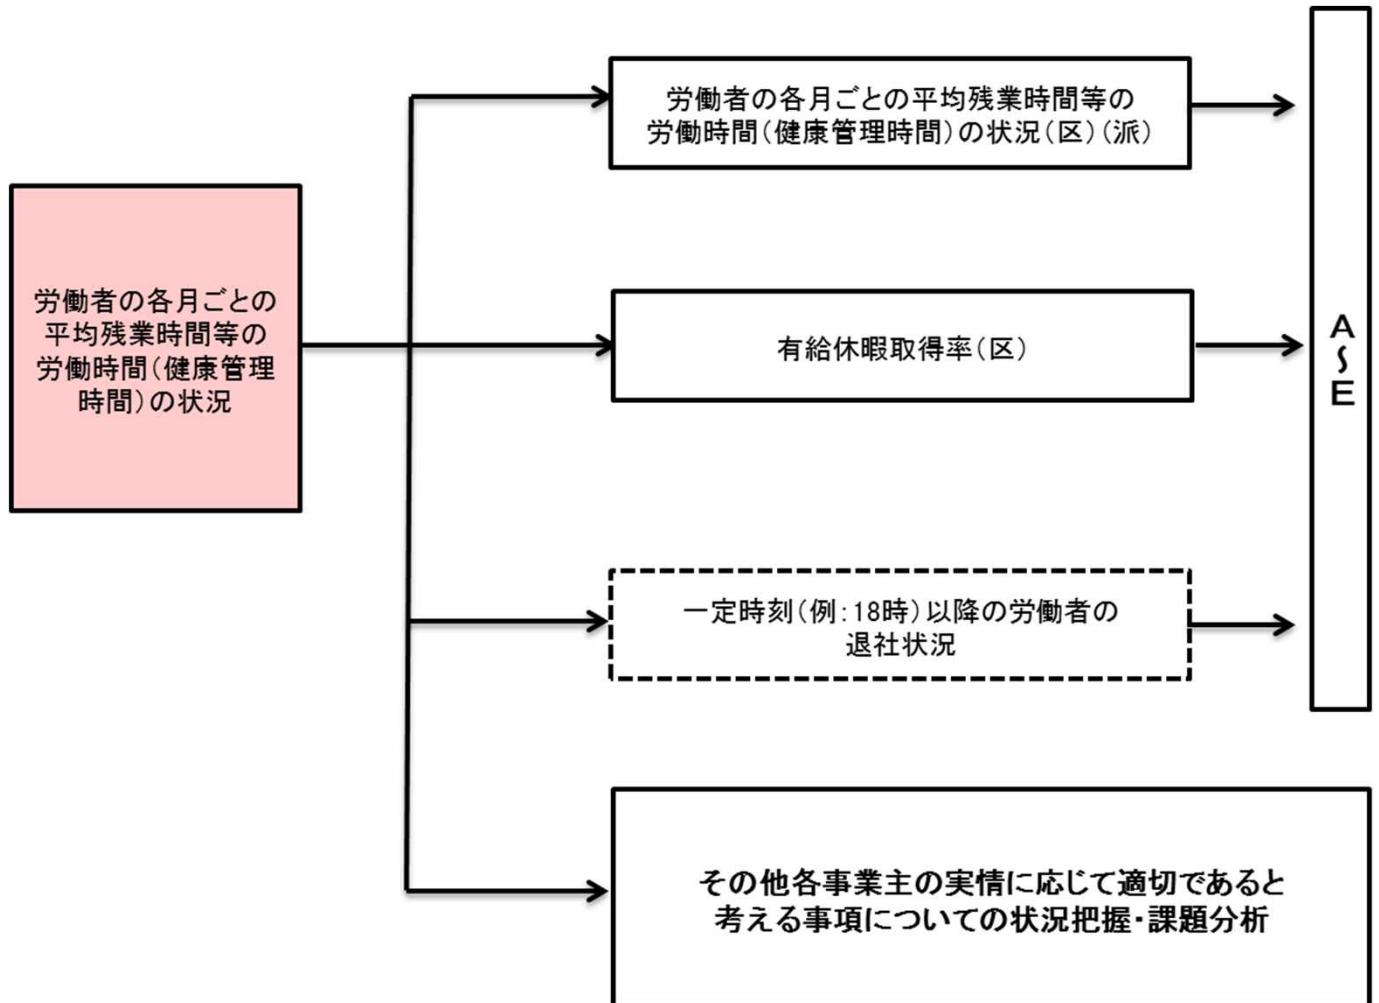 労働者の各月ごとの
平均残業時間等の
労働時間(健康管理
時間)の状況
労働者の各月ごとの平均残業時間等の
労働時間(健康管理時間)の状況(区)(派)
有給休暇取得率(区)
一定時刻(例:18時)以降の労働者の
退社状況
その他各事業主の実情に応じて適切であると
考える事項についての状況把握・課題分析
A
~
E